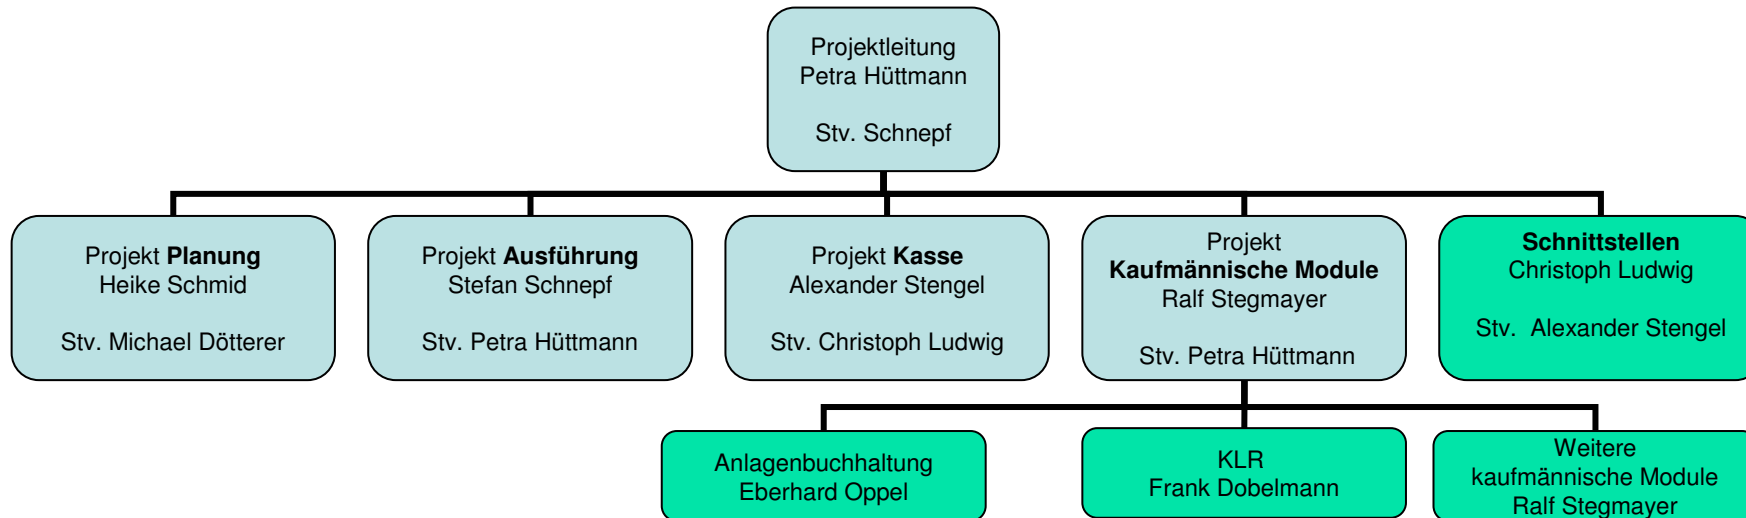 Projektleitung
Petra Hüttmann
Stv. Schnepf
Projekt Planung
Heike Schmid
Stv. Michael Dötterer
Projekt Ausführung
Stefan Schnepf
Stv. Petra Hüttmann
Projekt Kasse
Alexander Stengel
Stv. Christoph Ludwig
Projekt
Kaufmännische Module
Ralf Stegmayer
Stv. Petra Hüttmann
Schnittstellen
Christoph Ludwig
Stv. Alexander Stengel
Anlagenbuchhaltung
Eberhard Oppel
KLR
Frank Dobelmann
Weitere
kaufmännische Module
Ralf Stegmayer